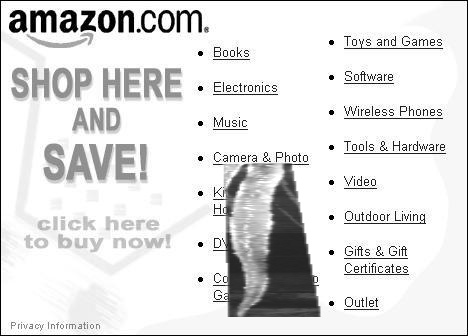 amazon.com
SHOP HERE
AND
SAVE!
click here
to buy now!
Privacy Information
Books
Electronics
Music
Camera & Photo
Toys and Games
Software
Wireless Phones
Tools & Hardware
Video
Outdoor Living
Gifts & Gift
Certificates
Outlet